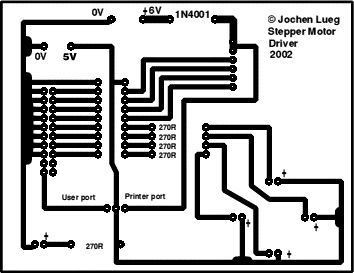 0V
+6V
1N4001
© Jochen Lueg
Stepper Motor
Driver
2002
0V
5V
270R
270R
270R
270R
User port
Printer port
+
+
+
+
+
270R
+